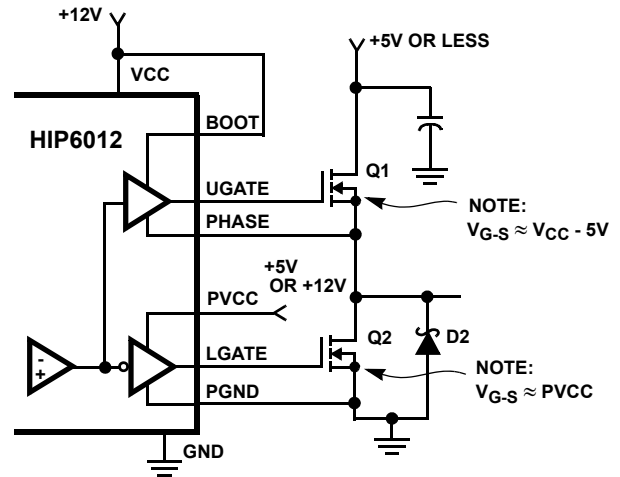 +12V
+5V OR LESS
VCC
BOOT
HIP6012
Q1
UGATE
NOTE:
PHASE
VG-S ≈ VCC - 5V
+5V
OR +12V
PVCC
Q2
D2
-
+
LGATE
NOTE:
VG-S ≈ PVCC
PGND
GND